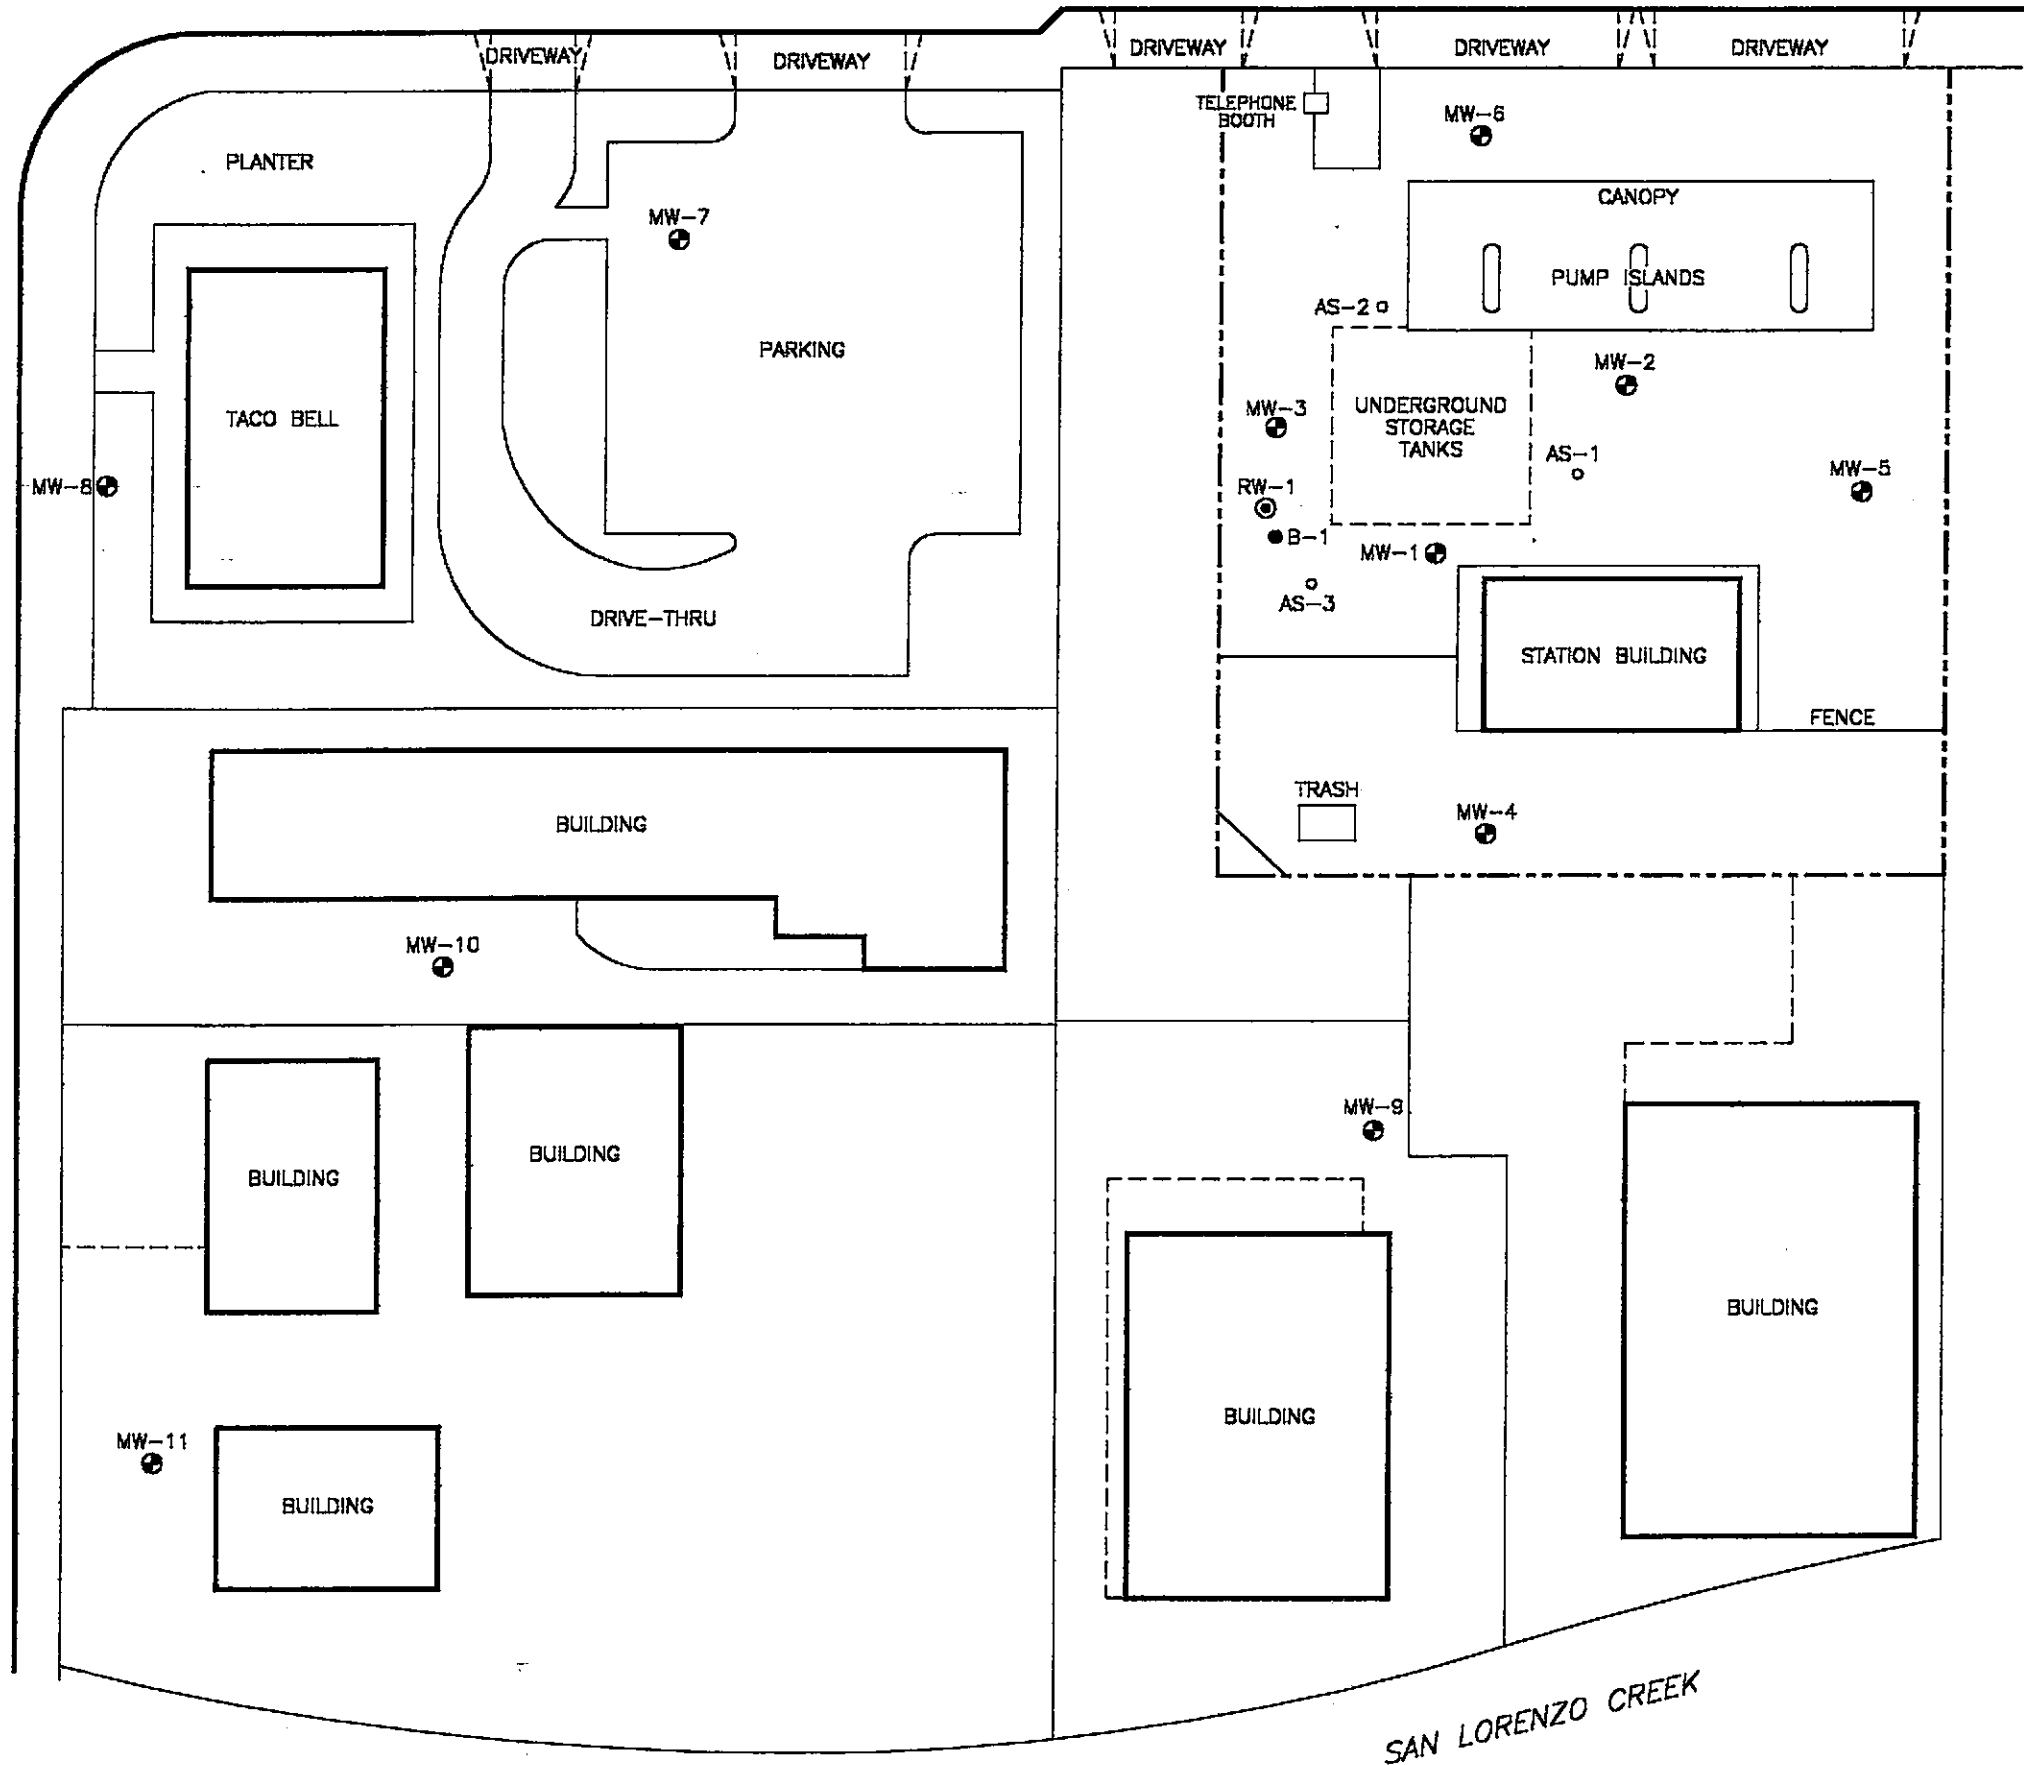 DRIVEWAY
DRIVEWAY
DRIVEWAY
DRIVEWAY
DRIVEWAY
TELEPHONE
BOOTH
MW-6
PLANTER
CANOPY
MW-7
PUMP ISLANDS
AS-2
PARKING
MW-2
TACO BELL
MW-3
UNDERGROUND
STORAGE
TANKS
AS-1
MW-5
MW-8
RW-1
B-1
MW-1
AS-3
DRIVE-THRU
STATION BUILDING
FENCE
TRASH
MW-4
BUILDING
MW-10
MW-9
BUILDING
BUILDING
BUILDING
BUILDING
MW-11
BUILDING
SAN LORENZO CREEK